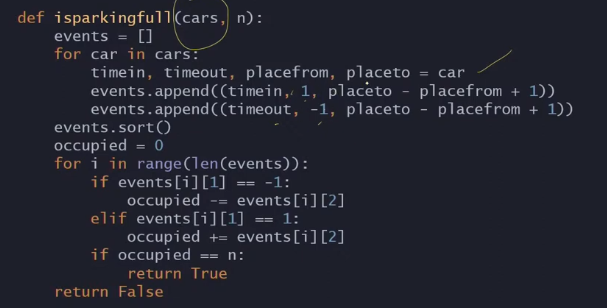 def isparkingfull(cars, n):
    events = []
    for car in cars:
        timein, timeout, placefrom, placeto = car
        events.append((timein, 1, placeto - placefrom + 1))
        events.append((timeout, -1, placeto - placefrom + 1))
    events.sort()
    occupied = 0
    for i in range(len(events)):
        if events[i][1] == -1:
            occupied -= events[i][2]
        elif events[i][1] == 1:
            occupied += events[i][2]
        if occupied == n:
            return True
    return False